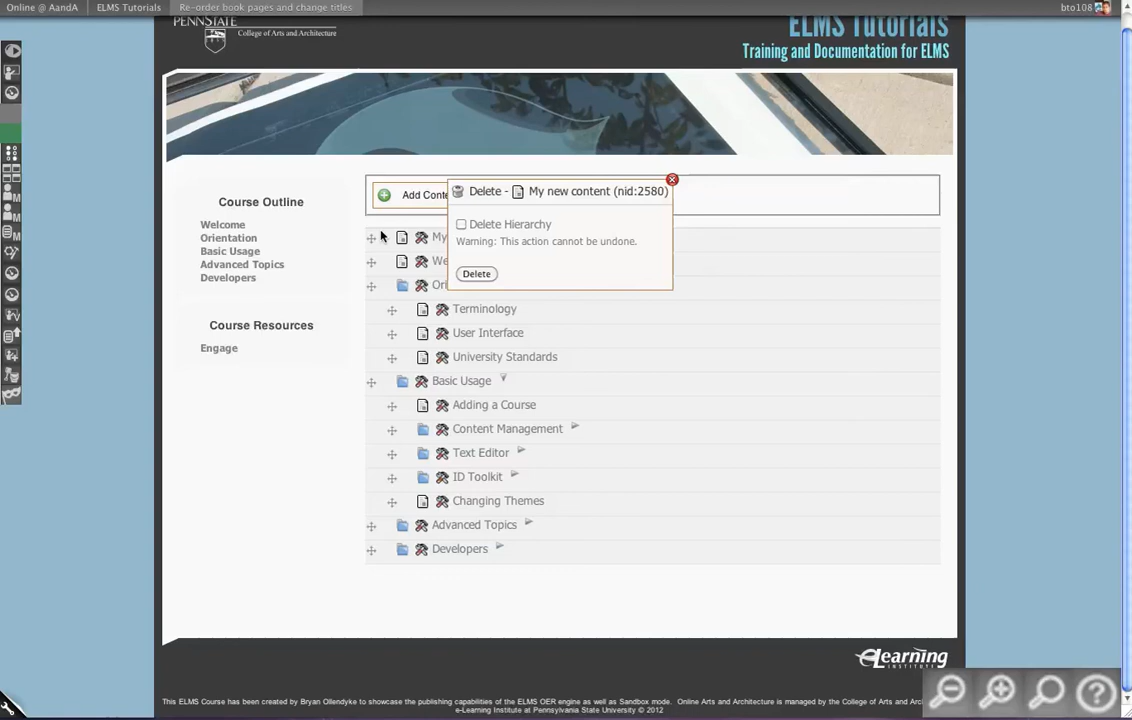 Online @ AandA ELMS Tutorials Re-order book pages and change titles bto108
PENNSTATE
College of Arts and Architecture
ELMS Tutorials
Training and Documentation for ELMS
Course Outline
Welcome
Orientation
Basic Usage
Advanced Topics
Developers
Course Resources
Engage
Add Conte
Delete - My new content (nid:2580)
Delete Hierarchy
Warning: This action cannot be undone.
Delete
My
We
Ori
Terminology
User Interface
University Standards
Basic Usage
Adding a Course
Content Management
Text Editor
ID Toolkit
Changing Themes
Advanced Topics
Developers
eLearning
INSTITUTE
This ELMS Course has been created by Bryan Ollendyke to showcase the publishing capabilities of the ELMS OER engine as well as Sandbox mode. Online Arts and Architecture is managed by the College of Arts and Arc
e-Learning Institute at Pennsylvania State University © 2012